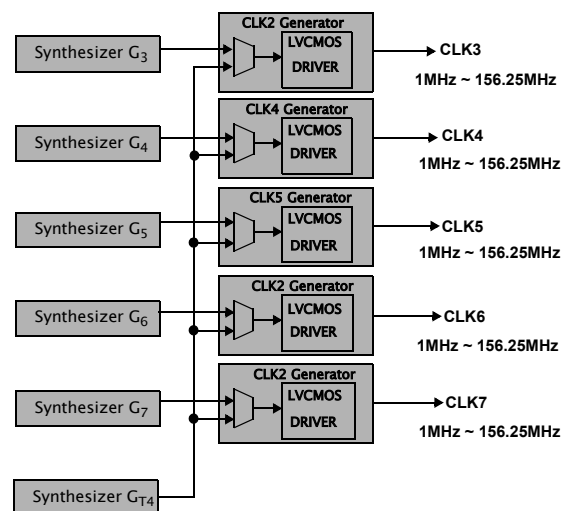 CLK2 Generator
Synthesizer G3
LVCMOS
DRIVER
CLK3
1MHz ~ 156.25MHz
CLK4 Generator
Synthesizer G4
LVCMOS
DRIVER
CLK4
1MHz ~ 156.25MHz
CLK5 Generator
Synthesizer G5
LVCMOS
DRIVER
CLK5
1MHz ~ 156.25MHz
CLK2 Generator
Synthesizer G6
LVCMOS
DRIVER
CLK6
1MHz ~ 156.25MHz
CLK2 Generator
Synthesizer G7
LVCMOS
DRIVER
CLK7
1MHz ~ 156.25MHz
Synthesizer GT4